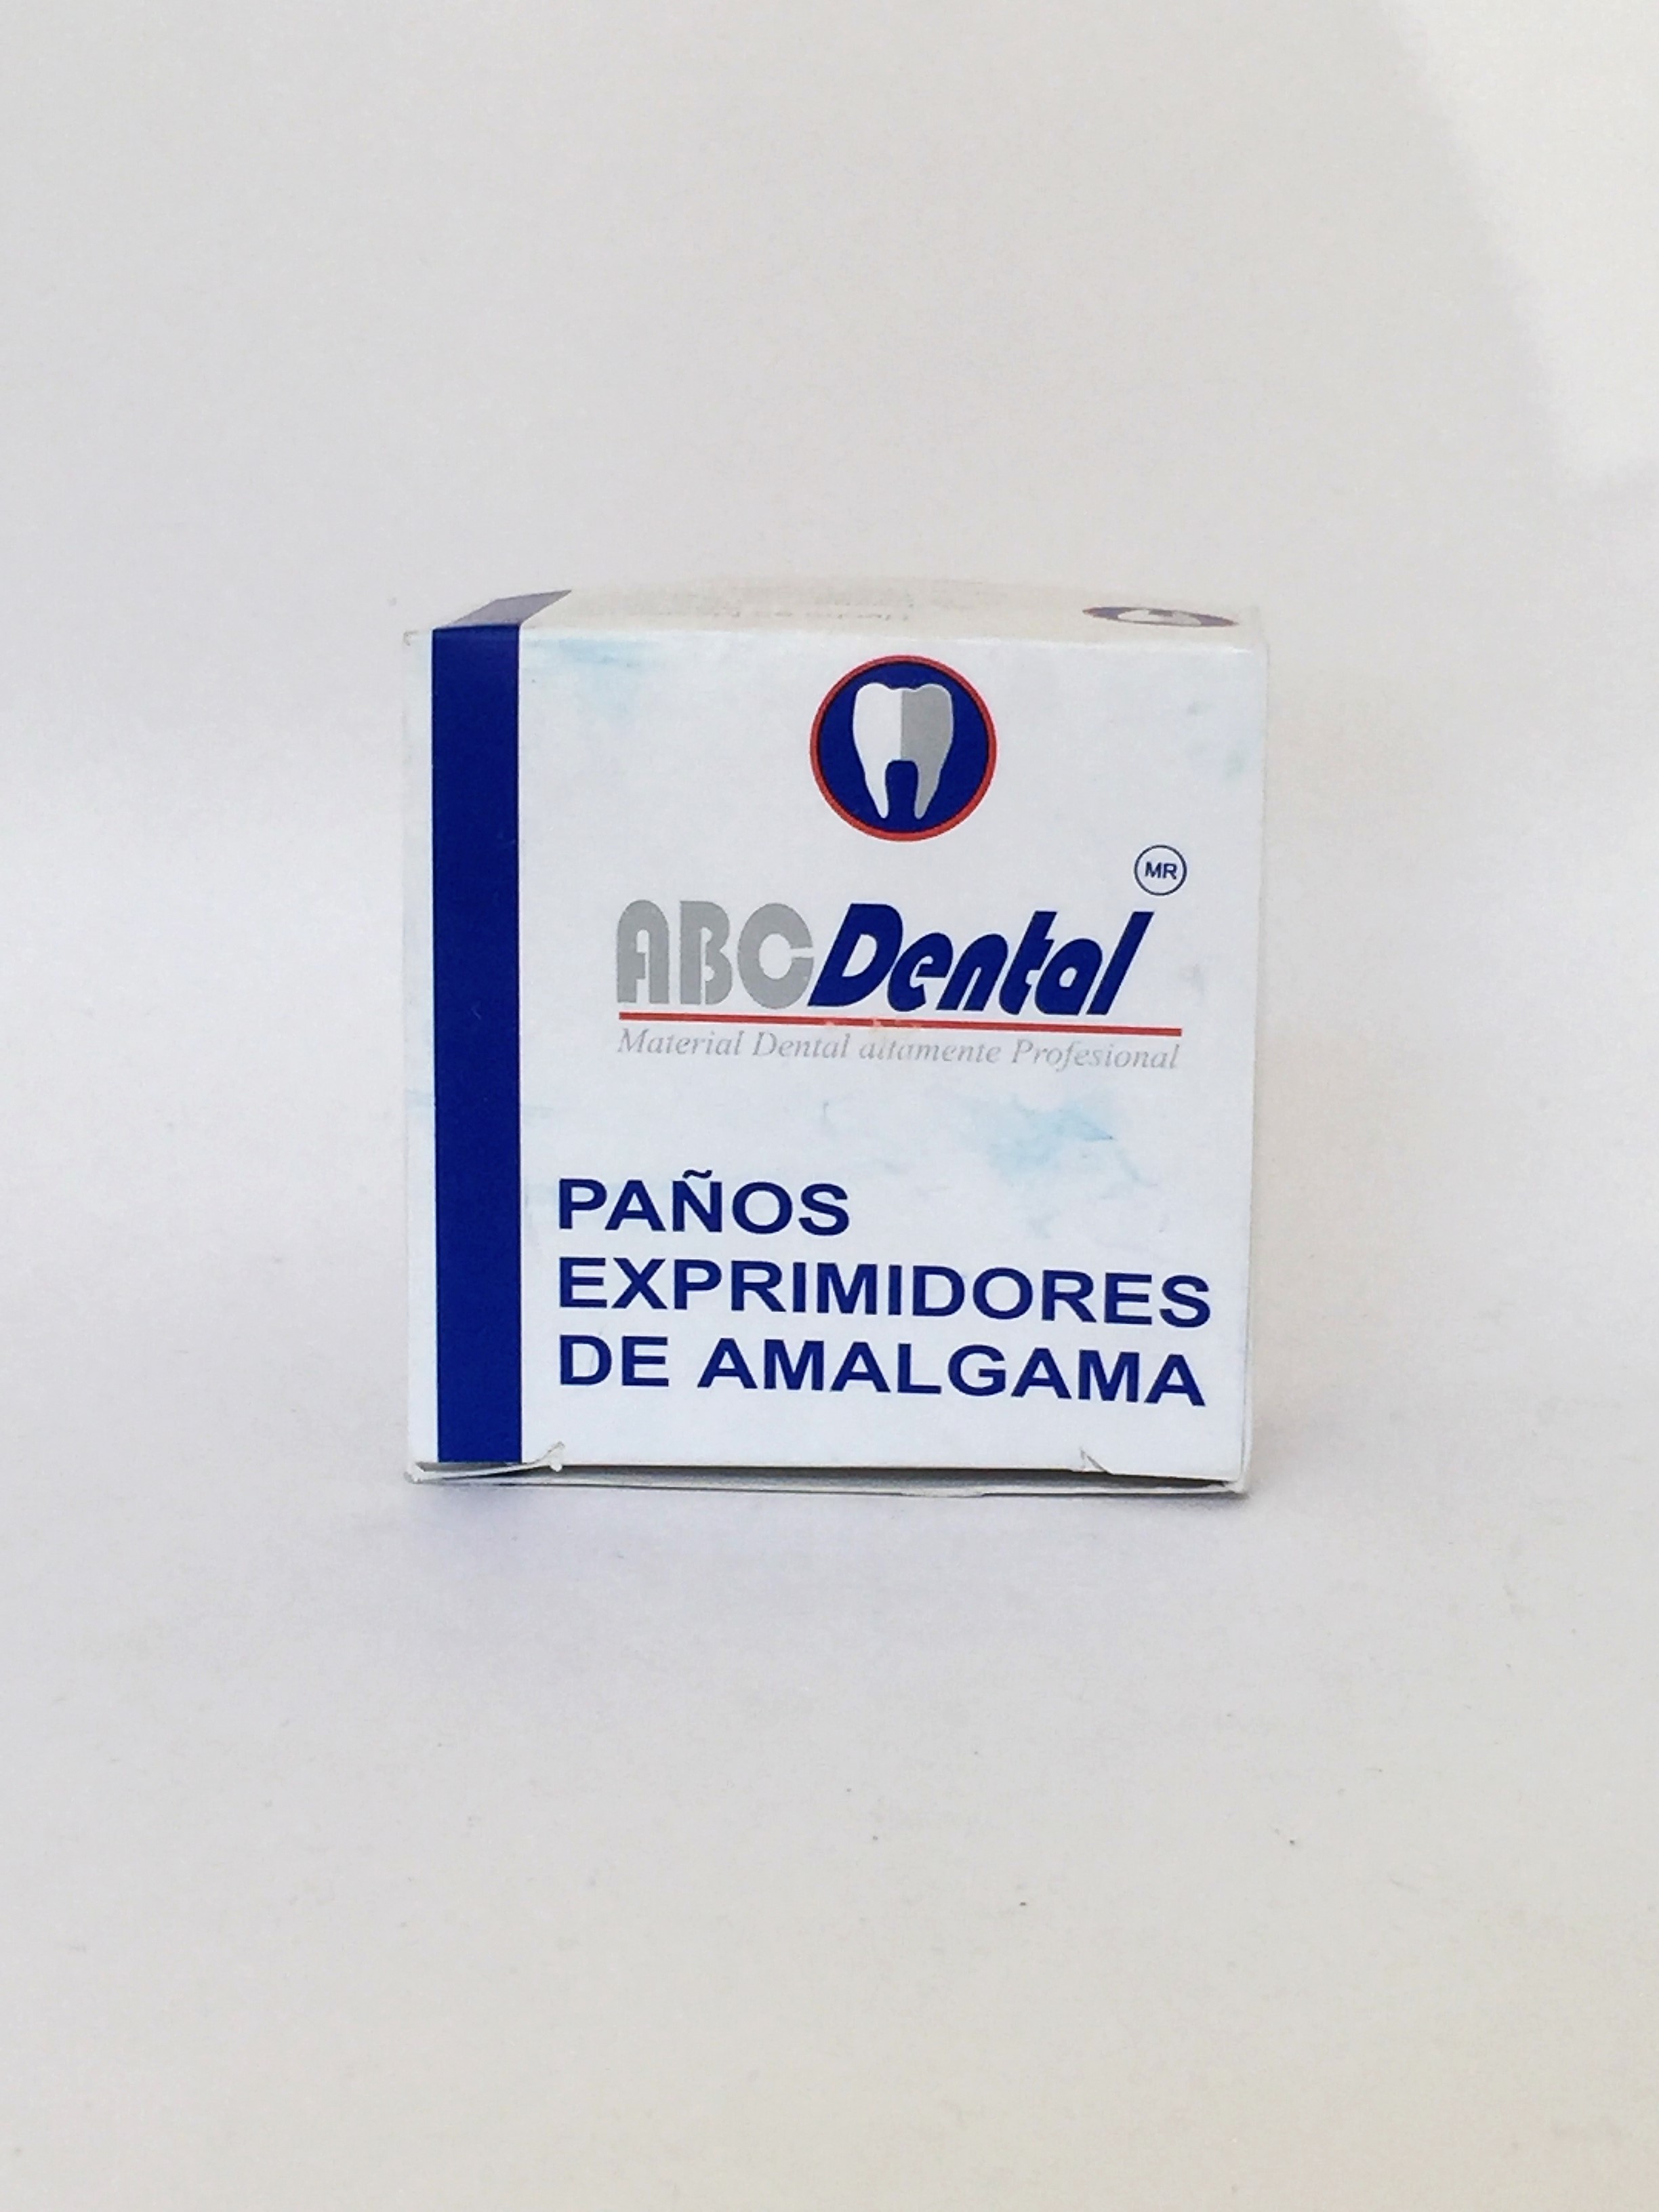 MR
ABCDental
Material Dental altamente Profesional
PAÑOS
EXPRIMIDORES
DE AMALGAMA